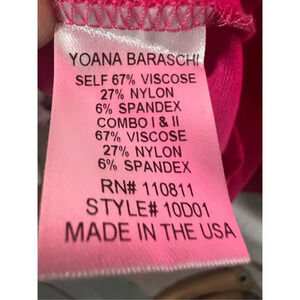 YOANA BARASCHI
SELF 67% VISCOSE
27% NYLON
6% SPANDEX
COMBO I & II
67% VISCOSE
27% NYLON
6% SPANDEX
RN# 110811
STYLE# 10D01
MADE IN THE USA